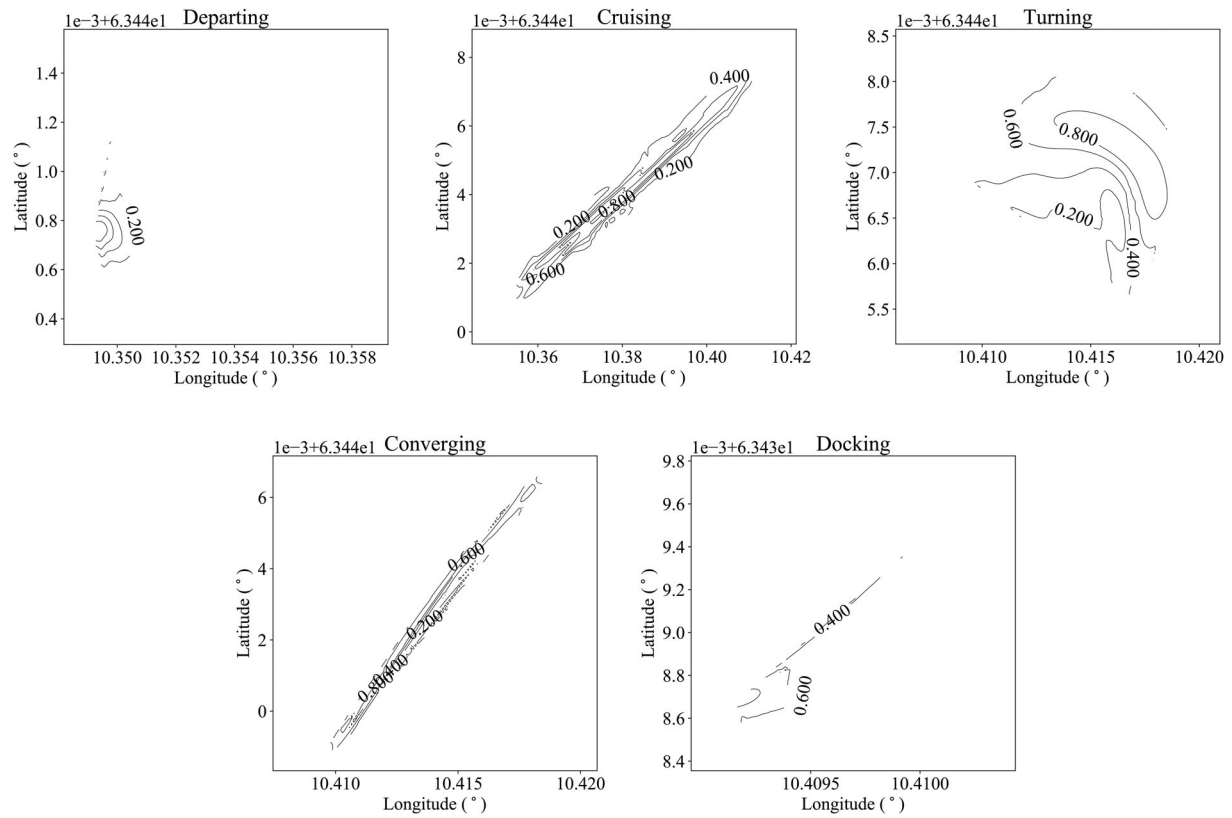 Departing
1e−3+6.344e1
1.4
1.2
1.0
0.8
0.6
0.4
Latitude (°)
0.200
10.350 10.352 10.354 10.356 10.358
Longitude (°)
Cruising
1e−3+6.344e1
8
6
4
2
0
Latitude (°)
0.400
0.200
0.800
0.200
0.600
10.36 10.38 10.40 10.42
Longitude (°)
Turning
1e−3+6.344e1
8.5
8.0
7.5
7.0
6.5
6.0
5.5
Latitude (°)
0.600
0.800
0.200
0.400
10.410 10.415 10.420
Longitude (°)
Converging
1e−3+6.344e1
6
4
2
0
Latitude (°)
0.600
0.200
0.400
0.800
10.410 10.415 10.420
Longitude (°)
Docking
1e−3+6.343e1
9.8
9.6
9.4
9.2
9.0
8.8
8.6
8.4
Latitude (°)
0.400
0.600
10.4095 10.4100
Longitude (°)